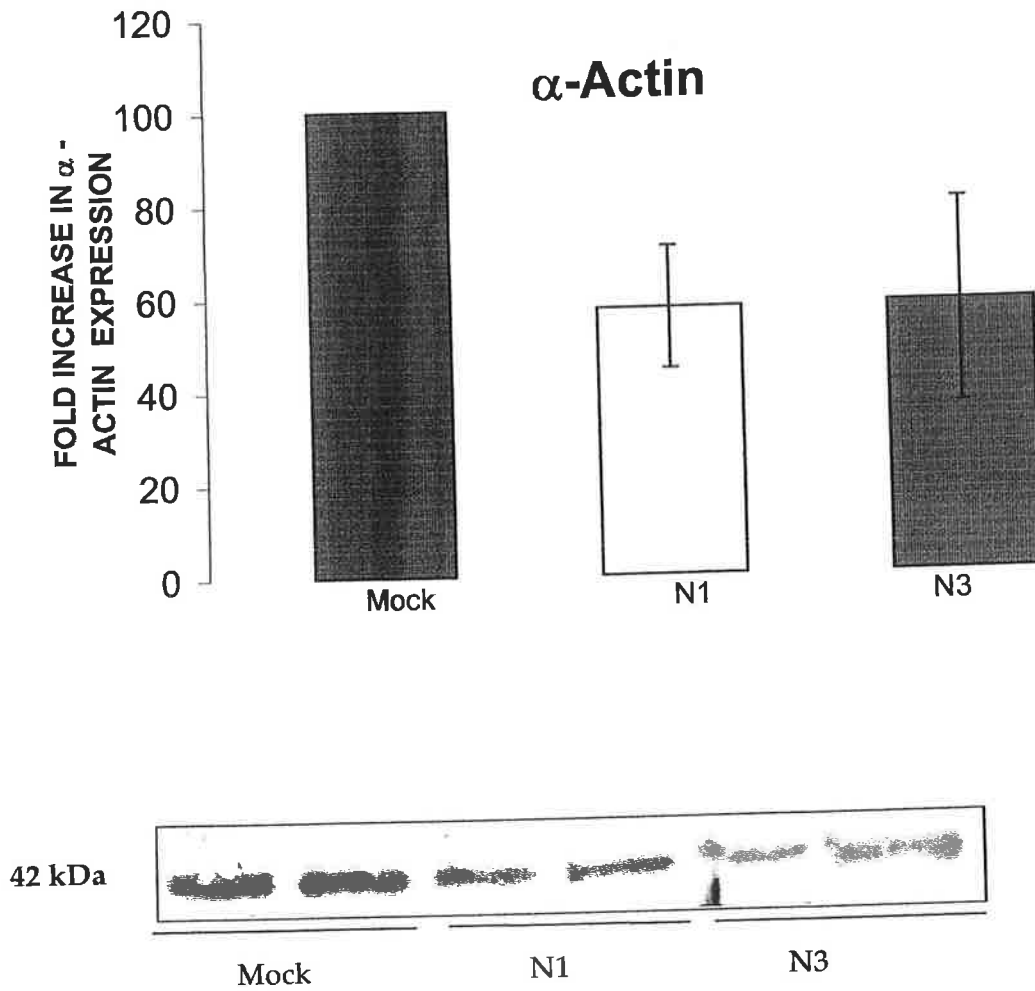 α-Actin
FOLD INCREASE IN α -
ACTIN EXPRESSION
120
100
80
60
40
20
0
Mock
N1
N3
42 kDa
Mock
N1
N3